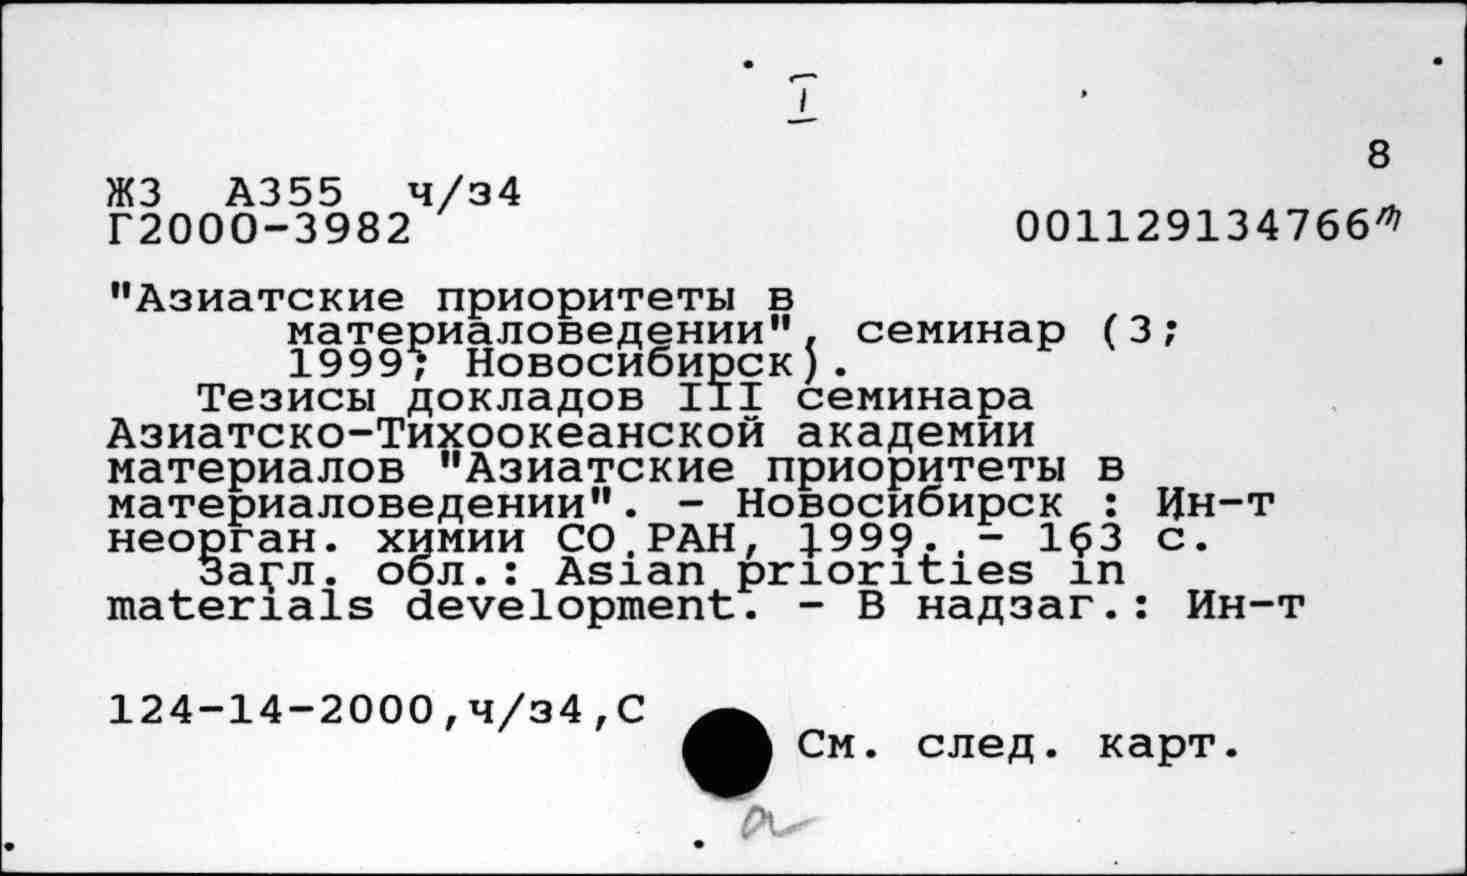 I
8
Ж3 А355 ч/з4
Г2000-3982 001129134766
"Азиатские приоритеты в
материаловедении", семинар (3;
1999; Новосибирск).
Тезисы докладов III семинара
Азиатско-Тихоокеанской академии
материалов "Азиатские приоритеты в
материаловедении". - Новосибирск : Ин-т
неорган. химии СО РАН, 1999. - 163 с.
Загл. обл.: Asian priorities in
materials development. - В надзаг.: Ин-т
124-14-2000,ч/з4,С
См. след. карт.